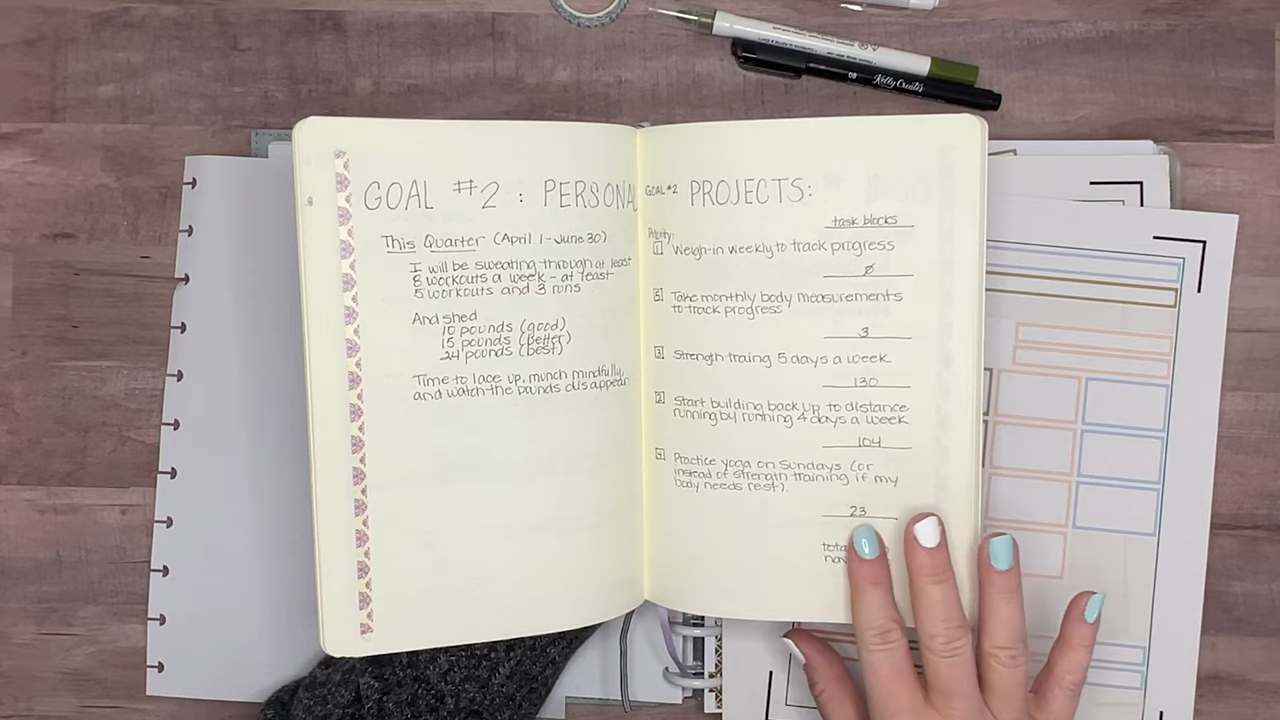 GOAL #2 : PERSONAL
This Quarter (April 1 - June 30)
I will be sweating through at least
8 workouts a week - at least
5 workouts and 3 runs
And shed
10 pounds (good)
15 pounds (better)
24 pounds (best)
Time to lace up, munch mindfully,
and watch the pounds disappear
GOAL #2 PROJECTS:
task blocks
Priority:
1 Weigh-in weekly to track progress
Ø
5 Take monthly body measurements
to track progress
3
3 Strength traing 5 days a week
130
2 Start building back up to distance
running by running 4 days a week
104
4 Practice yoga on Sundays (or
instead of strength training if my
body needs rest).
23
Kelly Creates